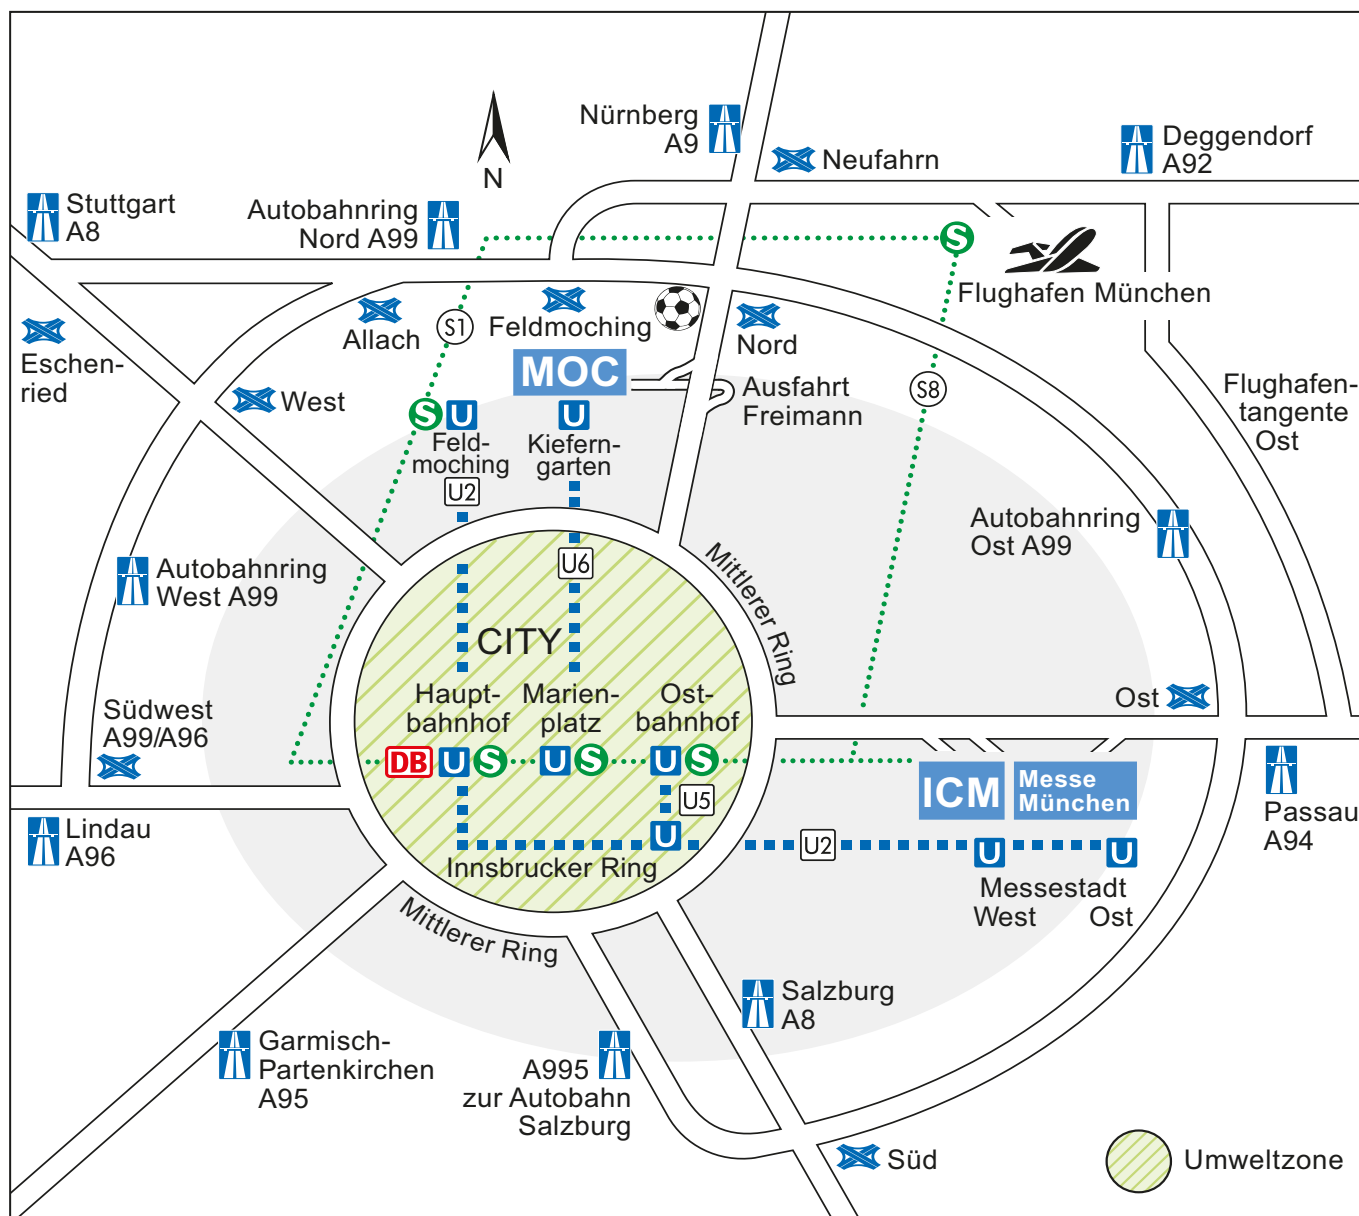 Nürnberg
A9
Neufahrn
Deggendorf
A92
N
Stuttgart
A8
Autobahnring
Nord A99
S
Flughafen München
Eschen-
ried
Allach
S1
Feldmoching
Nord
MOC
West
Ausfahrt
Freimann
S8
Flughafen-
tangente
Ost
S
U
Feld-
moching
U2
U
Kiefern-
garten
U6
Autobahnring
Ost A99
Autobahnring
West A99
Mittlerer Ring
CITY
Haupt-
bahnhof
Marien-
platz
Ost-
bahnhof
Ost
Südwest
A99/A96
DB
U
S
U
S
U
S
U5
U
Innsbrucker Ring
U2
ICM
Messe
München
U
U
Messestadt
West
Ost
Passau
A94
Lindau
A96
Mittlerer Ring
Salzburg
A8
Garmisch-
Partenkirchen
A95
A995
zur Autobahn
Salzburg
Süd
Umweltzone